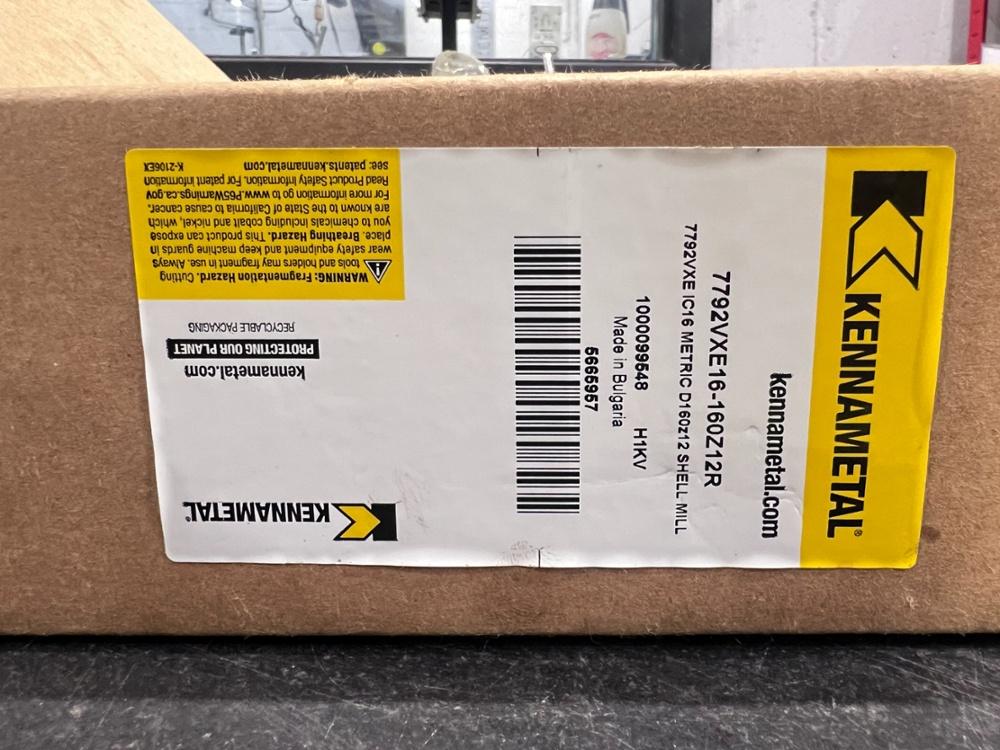 KENNAMETAL®
kennametal.com
7792VXE16-160Z12R
7792VXE IC16 METRIC D160z12 SHELL MILL
1000099548 H1KV
Made in Bulgaria
5665957
KENNAMETAL
kennametal.com
PROTECTING OUR PLANET
RECYCLABLE PACKAGING
WARNING: Fragmentation Hazard. Cutting
tools and holders may fragment in use. Always
wear safety equipment and keep machine guards in
place. Breathing Hazard. This product can expose
you to chemicals including cobalt and nickel, which
are known to the State of California to cause cancer.
For more information go to www.P65Warnings.ca.gov
Read Product Safety Information. For patent information
see: patents.kennametal.com K-2106EX